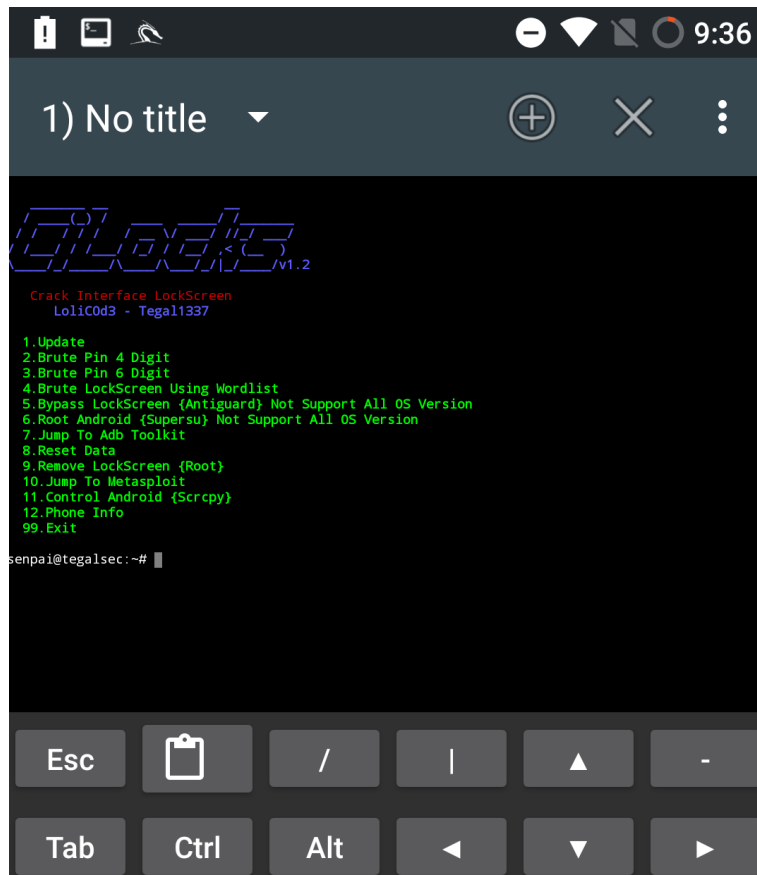 9:36
1) No title
CiLocks
/v1.2
Crack Interface LockScreen
LoliC0d3 - Tegal1337
1.Update
2.Brute Pin 4 Digit
3.Brute Pin 6 Digit
4.Brute LockScreen Using Wordlist
5.Bypass LockScreen {Antiguard} Not Support All OS Version
6.Root Android {Supersu} Not Support All OS Version
7.Jump To Adb Toolkit
8.Reset Data
9.Remove LockScreen {Root}
10.Jump To Metasploit
11.Control Android {Scrcpy}
12.Phone Info
99.Exit
senpai@tegalsec:~#
Esc / | ▲ -
Tab Ctrl Alt ◄ ▼ ►